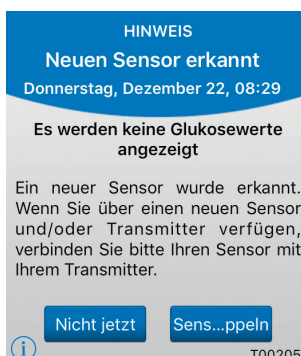 HINWEIS
Neuen Sensor erkannt
Donnerstag, Dezember 22, 08:29
Es werden keine Glukosewerte
angezeigt
Ein neuer Sensor wurde erkannt.
Wenn Sie über einen neuen Sensor
und/oder Transmitter verfügen,
verbinden Sie bitte Ihren Sensor mit
Ihrem Transmitter.
Nicht jetzt Sens...ppeln
i T00205